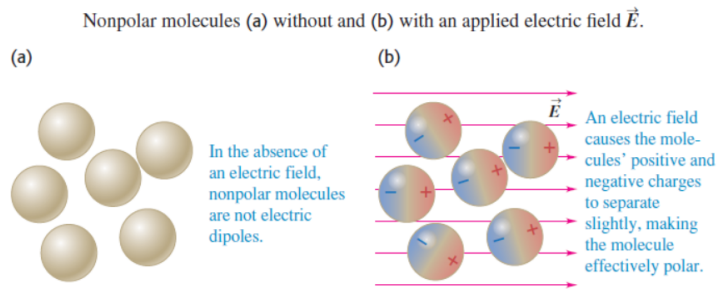 Nonpolar molecules (a) without and (b) with an applied electric field E⃗.
(a)
In the absence of
an electric field,
nonpolar molecules
are not electric
dipoles.
(b)
E⃗
− +
− +
− +
− +
− +
− +
An electric field
causes the mole-
cules’ positive and
negative charges
to separate
slightly, making
the molecule
effectively polar.